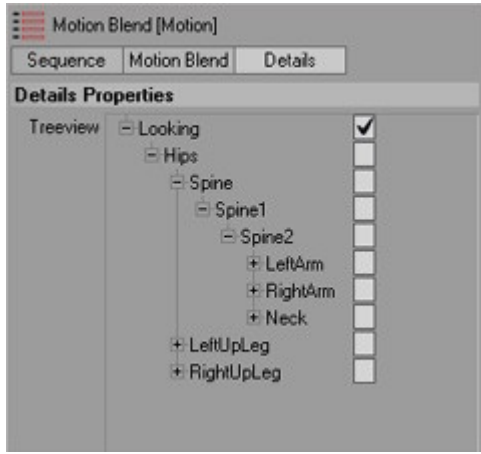 Motion Blend [Motion]
Sequence Motion Blend Details
Details Properties
Treeview Looking
Hips
Spine
Spine1
Spine2
LeftArm
RightArm
Neck
LeftUpLeg
RightUpLeg